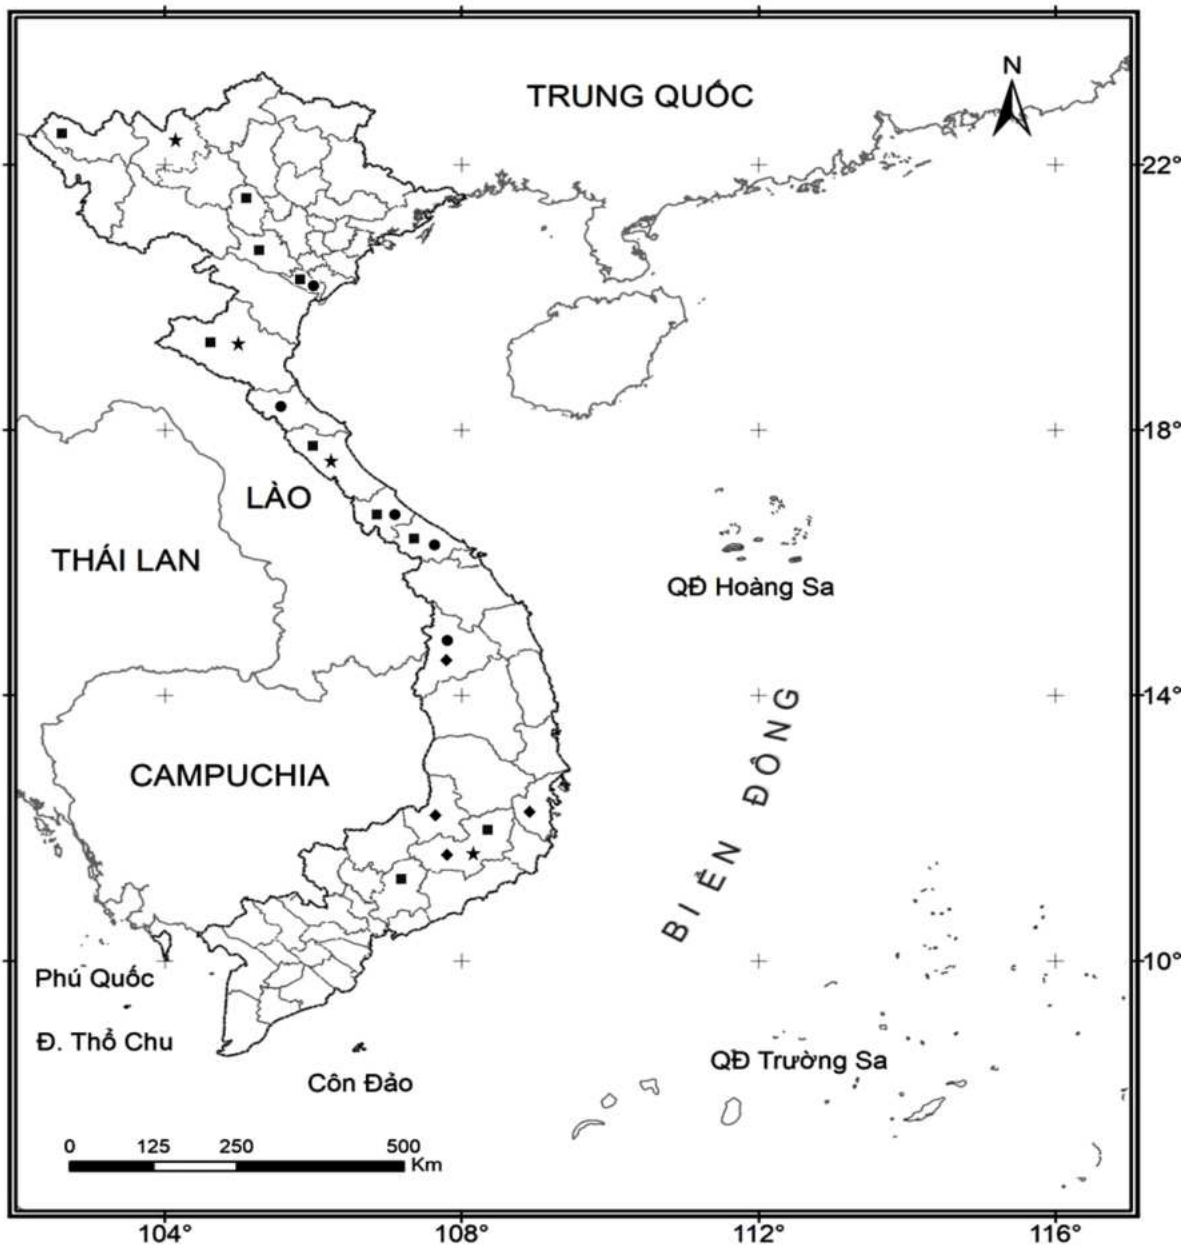 N
TRUNG QUỐC
22°
18°
LÀO
THÁI LAN
QĐ Hoàng Sa
14°
CAMPUCHIA
BIỂN ĐÔNG
10°
Phú Quốc
Đ. Thổ Chu
QĐ Trường Sa
Côn Đảo
0 125 250 500
Km
104° 108° 112° 116°